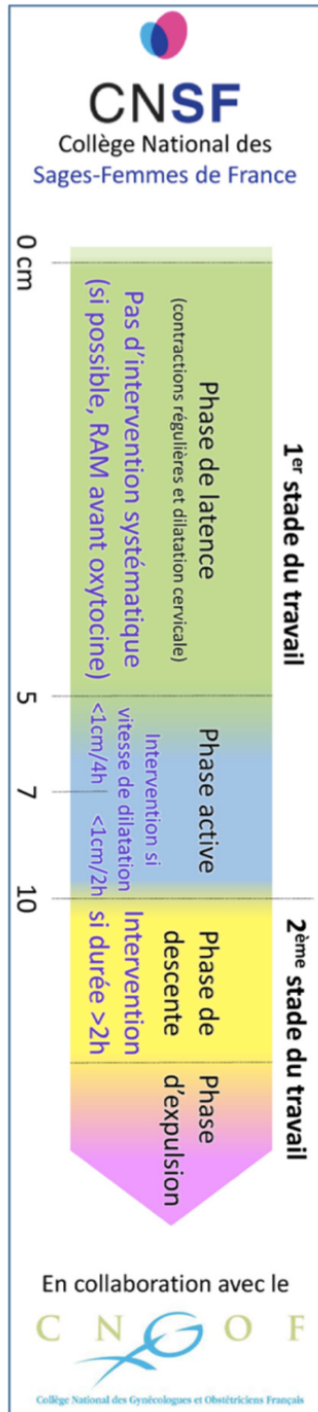 CNSF
Collège National des
Sages-Femmes de France
1er stade du travail
2ème stade du travail
Phase de latence
(contractions régulières et dilatation cervicale)
Pas d'intervention systématique
(si possible, RAM avant oxytocine)
Phase active
Intervention si
vitesse de dilatation
<1cm/4h
<1cm/2h
Phase de
descente
Intervention
si durée >2h
Phase
d'expulsion
0 cm
5
7
10
En collaboration avec le
CNGOF
Collège National des Gynécologues et Obstétriciens Français